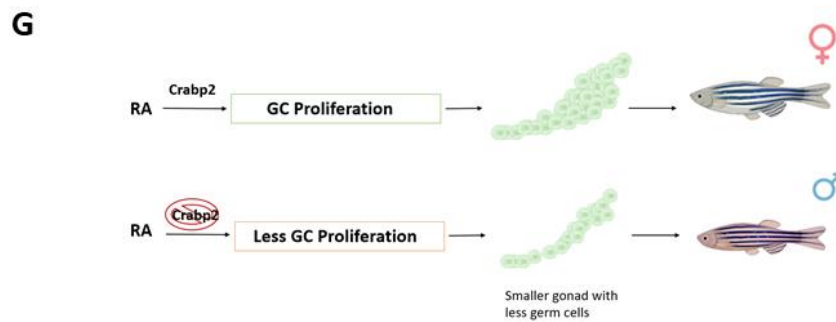 G
Crabp2
RA
GC Proliferation
Crabp2
RA
Less GC Proliferation
Smaller gonad with
less germ cells